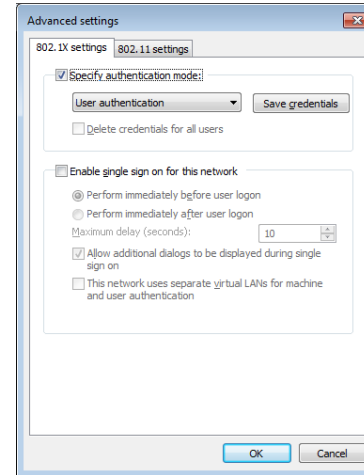 Advanced settings
802.1X settings
802.11 settings
Specify authentication mode:
User authentication
Save credentials
Delete credentials for all users
Enable single sign on for this network
Perform immediately before user logon
Perform immediately after user logon
Maximum delay (seconds):
10
Allow additional dialogs to be displayed during single
sign on
This network uses separate virtual LANs for machine
and user authentication
OK
Cancel